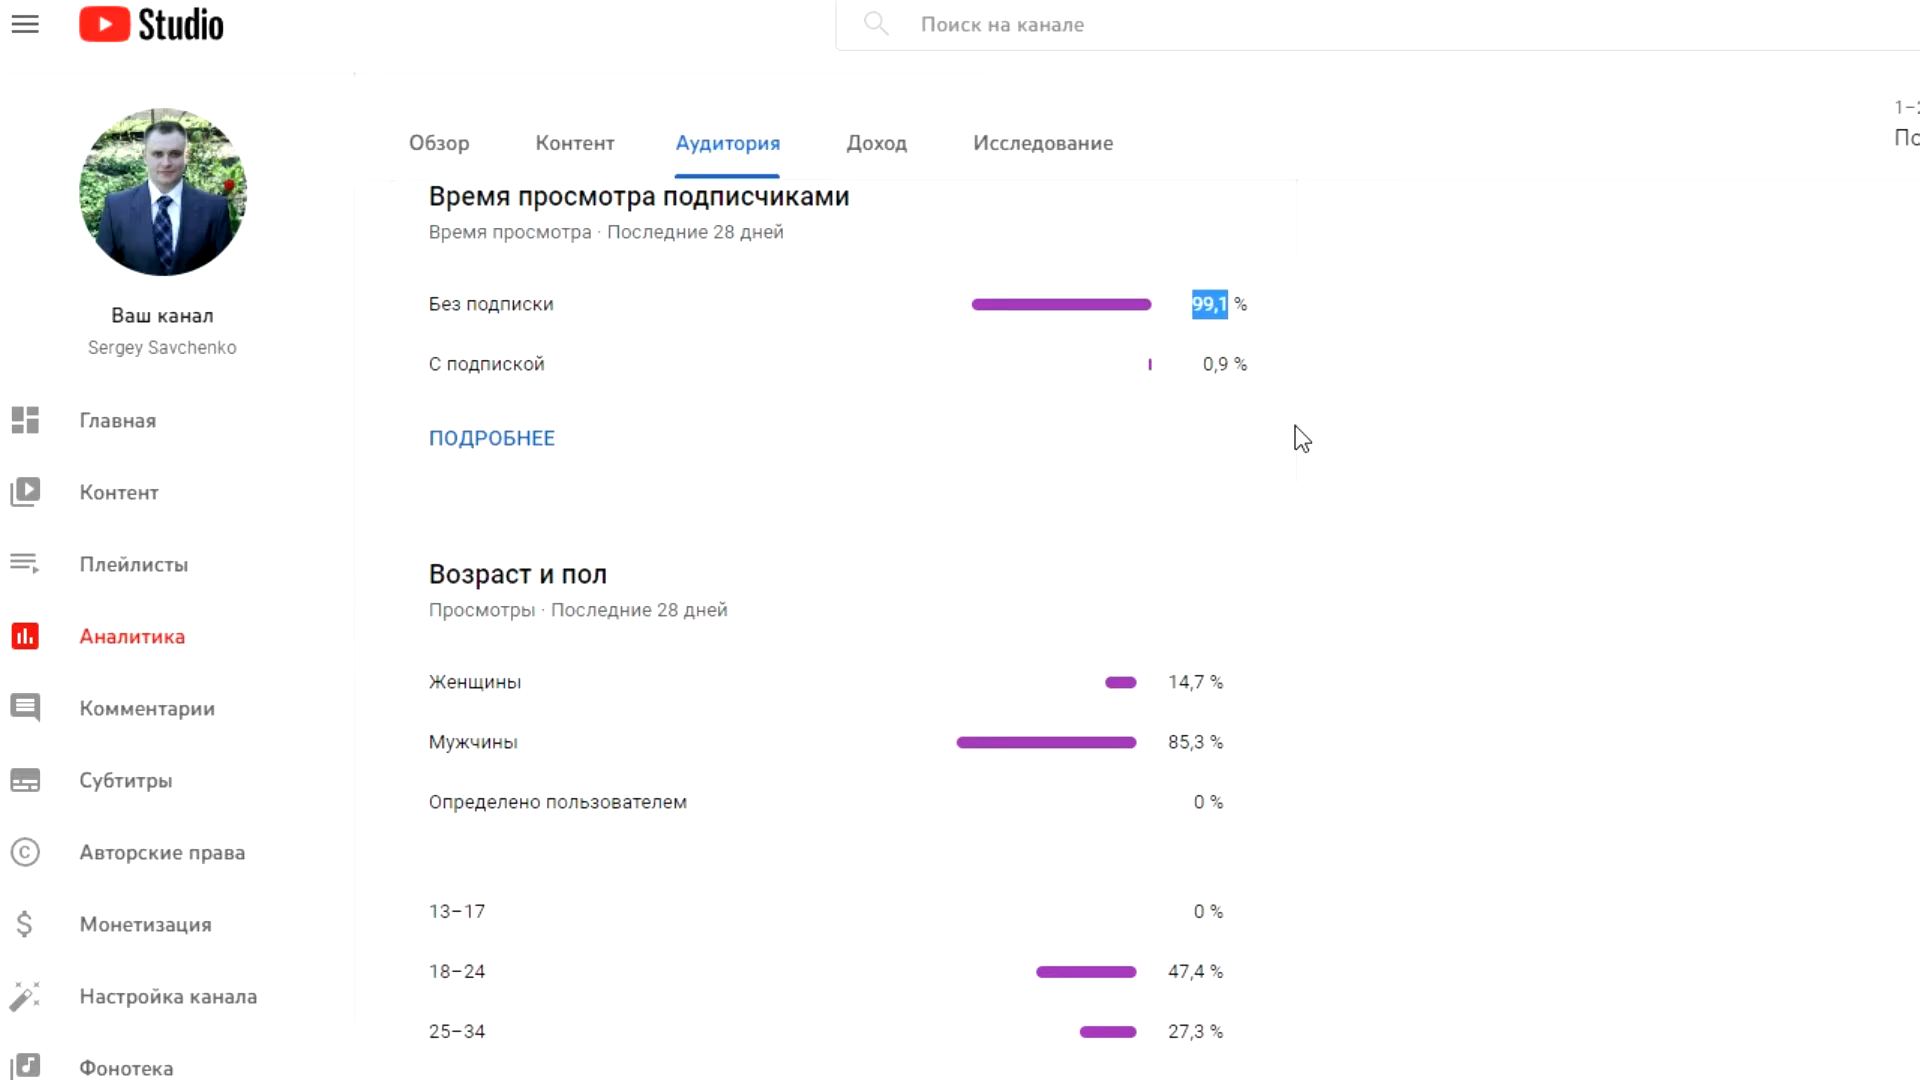 Studio
Поиск на канале
Ваш канал
Sergey Savchenko
Главная
Контент
Плейлисты
Аналитика
Комментарии
Субтитры
Авторские права
Монетизация
Настройка канала
Фонотека
Обзор Контент Аудитория Доход Исследование
Время просмотра подписчиками
Время просмотра · Последние 28 дней
Без подписки 99,1 %
С подпиской 0,9 %
ПОДРОБНЕЕ
Возраст и пол
Просмотры · Последние 28 дней
Женщины 14,7 %
Мужчины 85,3 %
Определено пользователем 0 %
13–17 0 %
18–24 47,4 %
25–34 27,3 %